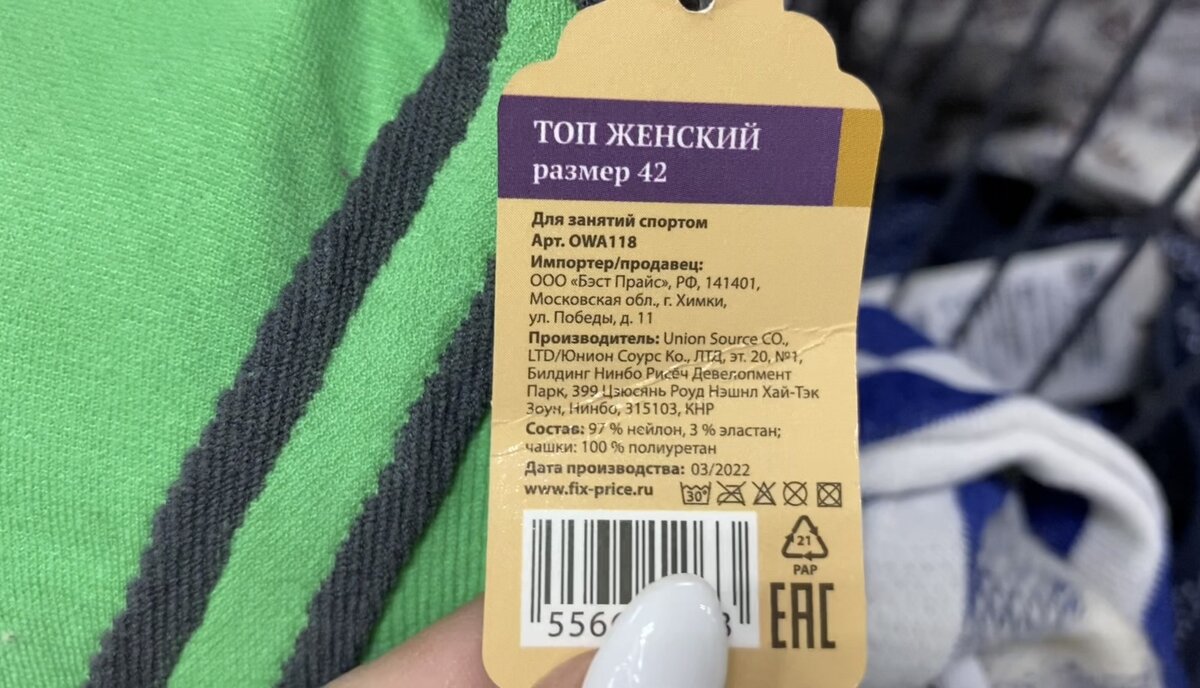 ТОП ЖЕНСКИЙ
размер 42
Для занятий спортом
Арт. OWA118
Импортер/продавец:
ООО «Бэст Прайс», РФ, 141401,
Московская обл., г. Химки,
ул. Победы, д. 11
Производитель: Union Source CO.,
LTD/Юнион Соурс Ко., ЛТД, эт. 20, №1,
Билдинг Нинбо Рисёч Девелопмент
Парк, 399 Цзюсянь Роуд Нэшнл Хай-Тэк
Зоун, Нинбо, 315103, КНР
Состав: 97 % нейлон, 3 % эластан;
чашки: 100 % полиуретан
Дата производства: 03/2022
www.fix-price.ru 30°
21
PAP
EAC